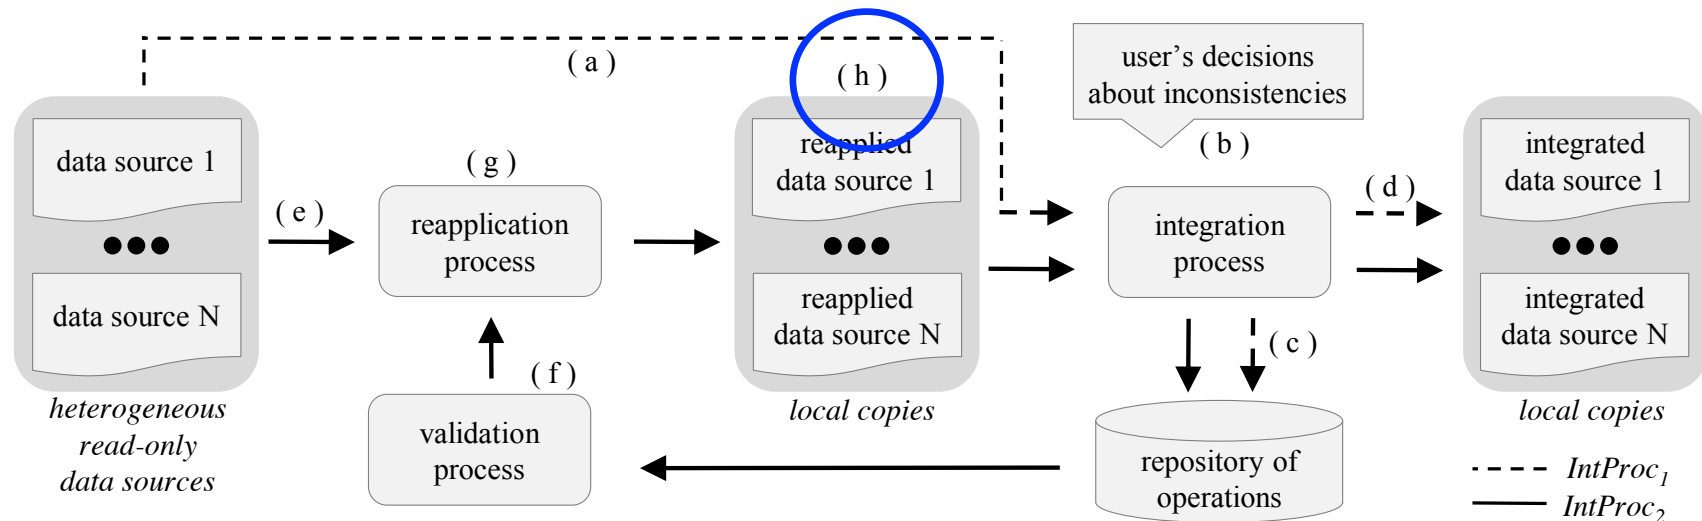 ( a )
( h )
user's decisions
about inconsistencies
( b )
data source 1
data source N
heterogeneous
read-only
data sources
( e )
( g )
reapplication
process
( f )
validation
process
reapplied
data source 1
reapplied
data source N
local copies
integration
process
( c )
repository of
operations
( d )
integrated
data source 1
integrated
data source N
local copies
IntProc1
IntProc2